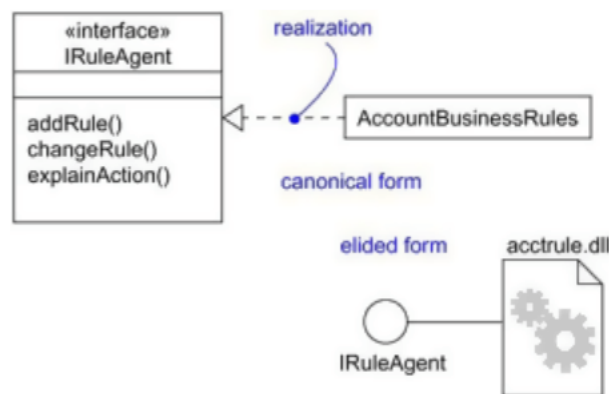 «interface»
IRuleAgent
realization
addRule()
changeRule()
explainAction()
AccountBusinessRules
canonical form
elided form
acctrule.dll
IRuleAgent